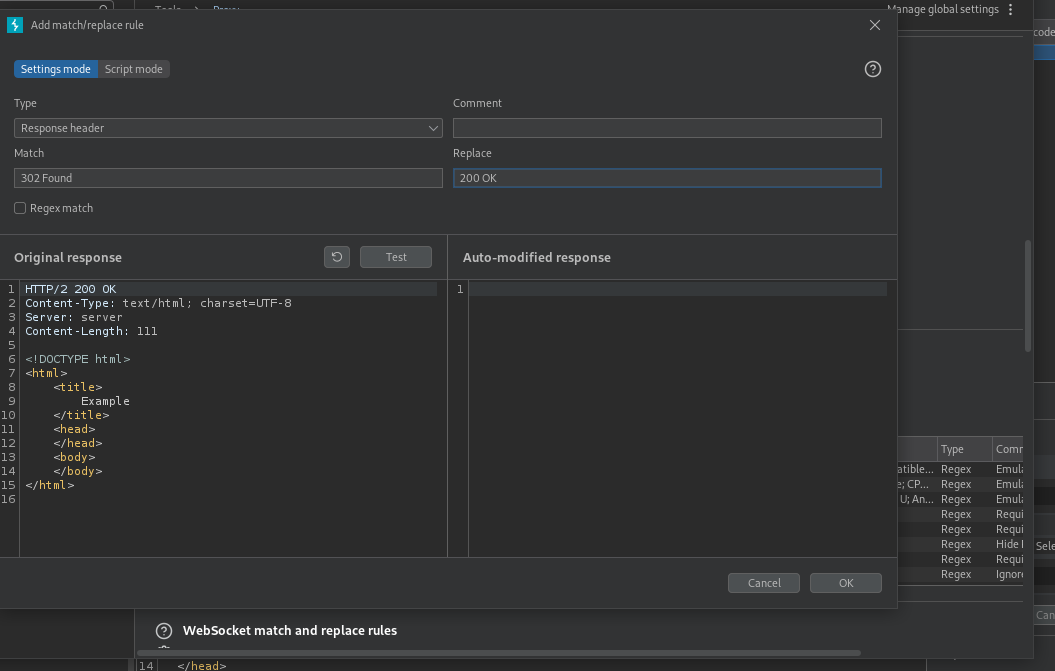 Tools > Proxy
Manage global settings
Add match/replace rule
code
Settings mode Script mode
Type Comment
Response header
Match Replace
302 Found 200 OK
Regex match
Original response Test Auto-modified response
1 HTTP/2 200 OK 1
2 Content-Type: text/html; charset=UTF-8
3 Server: server
4 Content-Length: 111
5
6 <!DOCTYPE html>
7 <html>
8 <title>
9 Example
10 </title>
11 <head>
12 </head>
13 <body>
14 </body>
15 </html>
16
Type Comm
atible... Regex Emula
e; CP... Regex Emula
U; An... Regex Emula
Regex Requi
Regex Requi
Regex Hide
Regex Requi
Regex Ignore
Sele
Cancel OK
Can
WebSocket match and replace rules
14 </head>